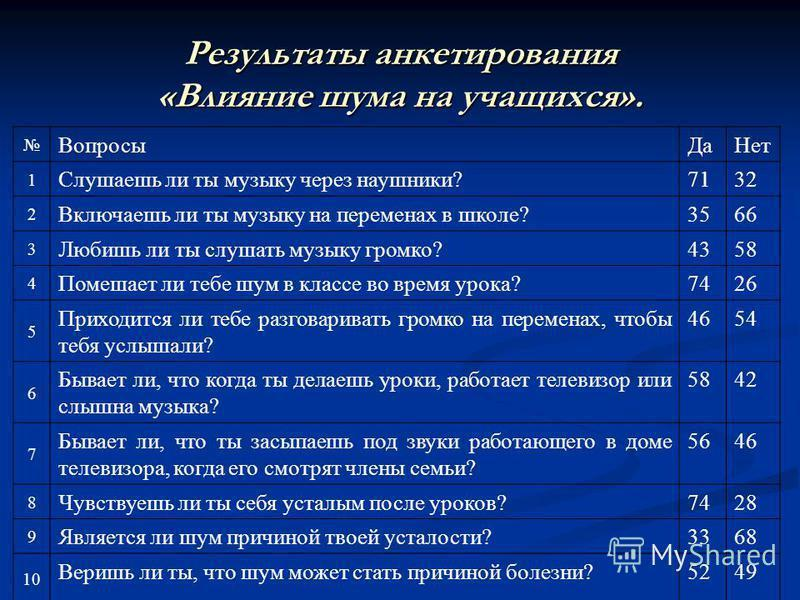 Результаты анкетирования
«Влияние шума на учащихся».
№ Вопросы Да Нет
1 Слушаешь ли ты музыку через наушники? 71 32
2 Включаешь ли ты музыку на переменах в школе? 35 66
3 Любишь ли ты слушать музыку громко? 43 58
4 Помешает ли тебе шум в классе во время урока? 74 26
5 Приходится ли тебе разговаривать громко на переменах, чтобы 46 54
тебя услышали?
6 Бывает ли, что когда ты делаешь уроки, работает телевизор или 58 42
слышна музыка?
7 Бывает ли, что ты засыпаешь под звуки работающего в доме 56 46
телевизора, когда его смотрят члены семьи?
8 Чувствуешь ли ты себя усталым после уроков? 74 28
9 Является ли шум причиной твоей усталости? 33 68
10 Веришь ли ты, что шум может стать причиной болезни? 52 49
MyShared